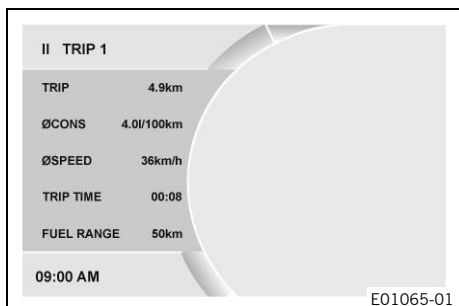 II TRIP 1
TRIP 4.9km
ØCONS 4.0l/100km
ØSPEED 36km/h
TRIP TIME 00:08
FUEL RANGE 50km
09:00 AM
E01065-01